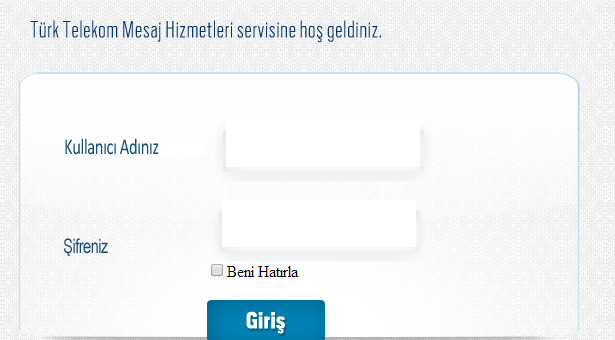 Türk Telekom Mesaj Hizmetleri servisine hoş geldiniz.
Kullanıcı Adınız
Şifreniz
Beni Hatırla
Giriş